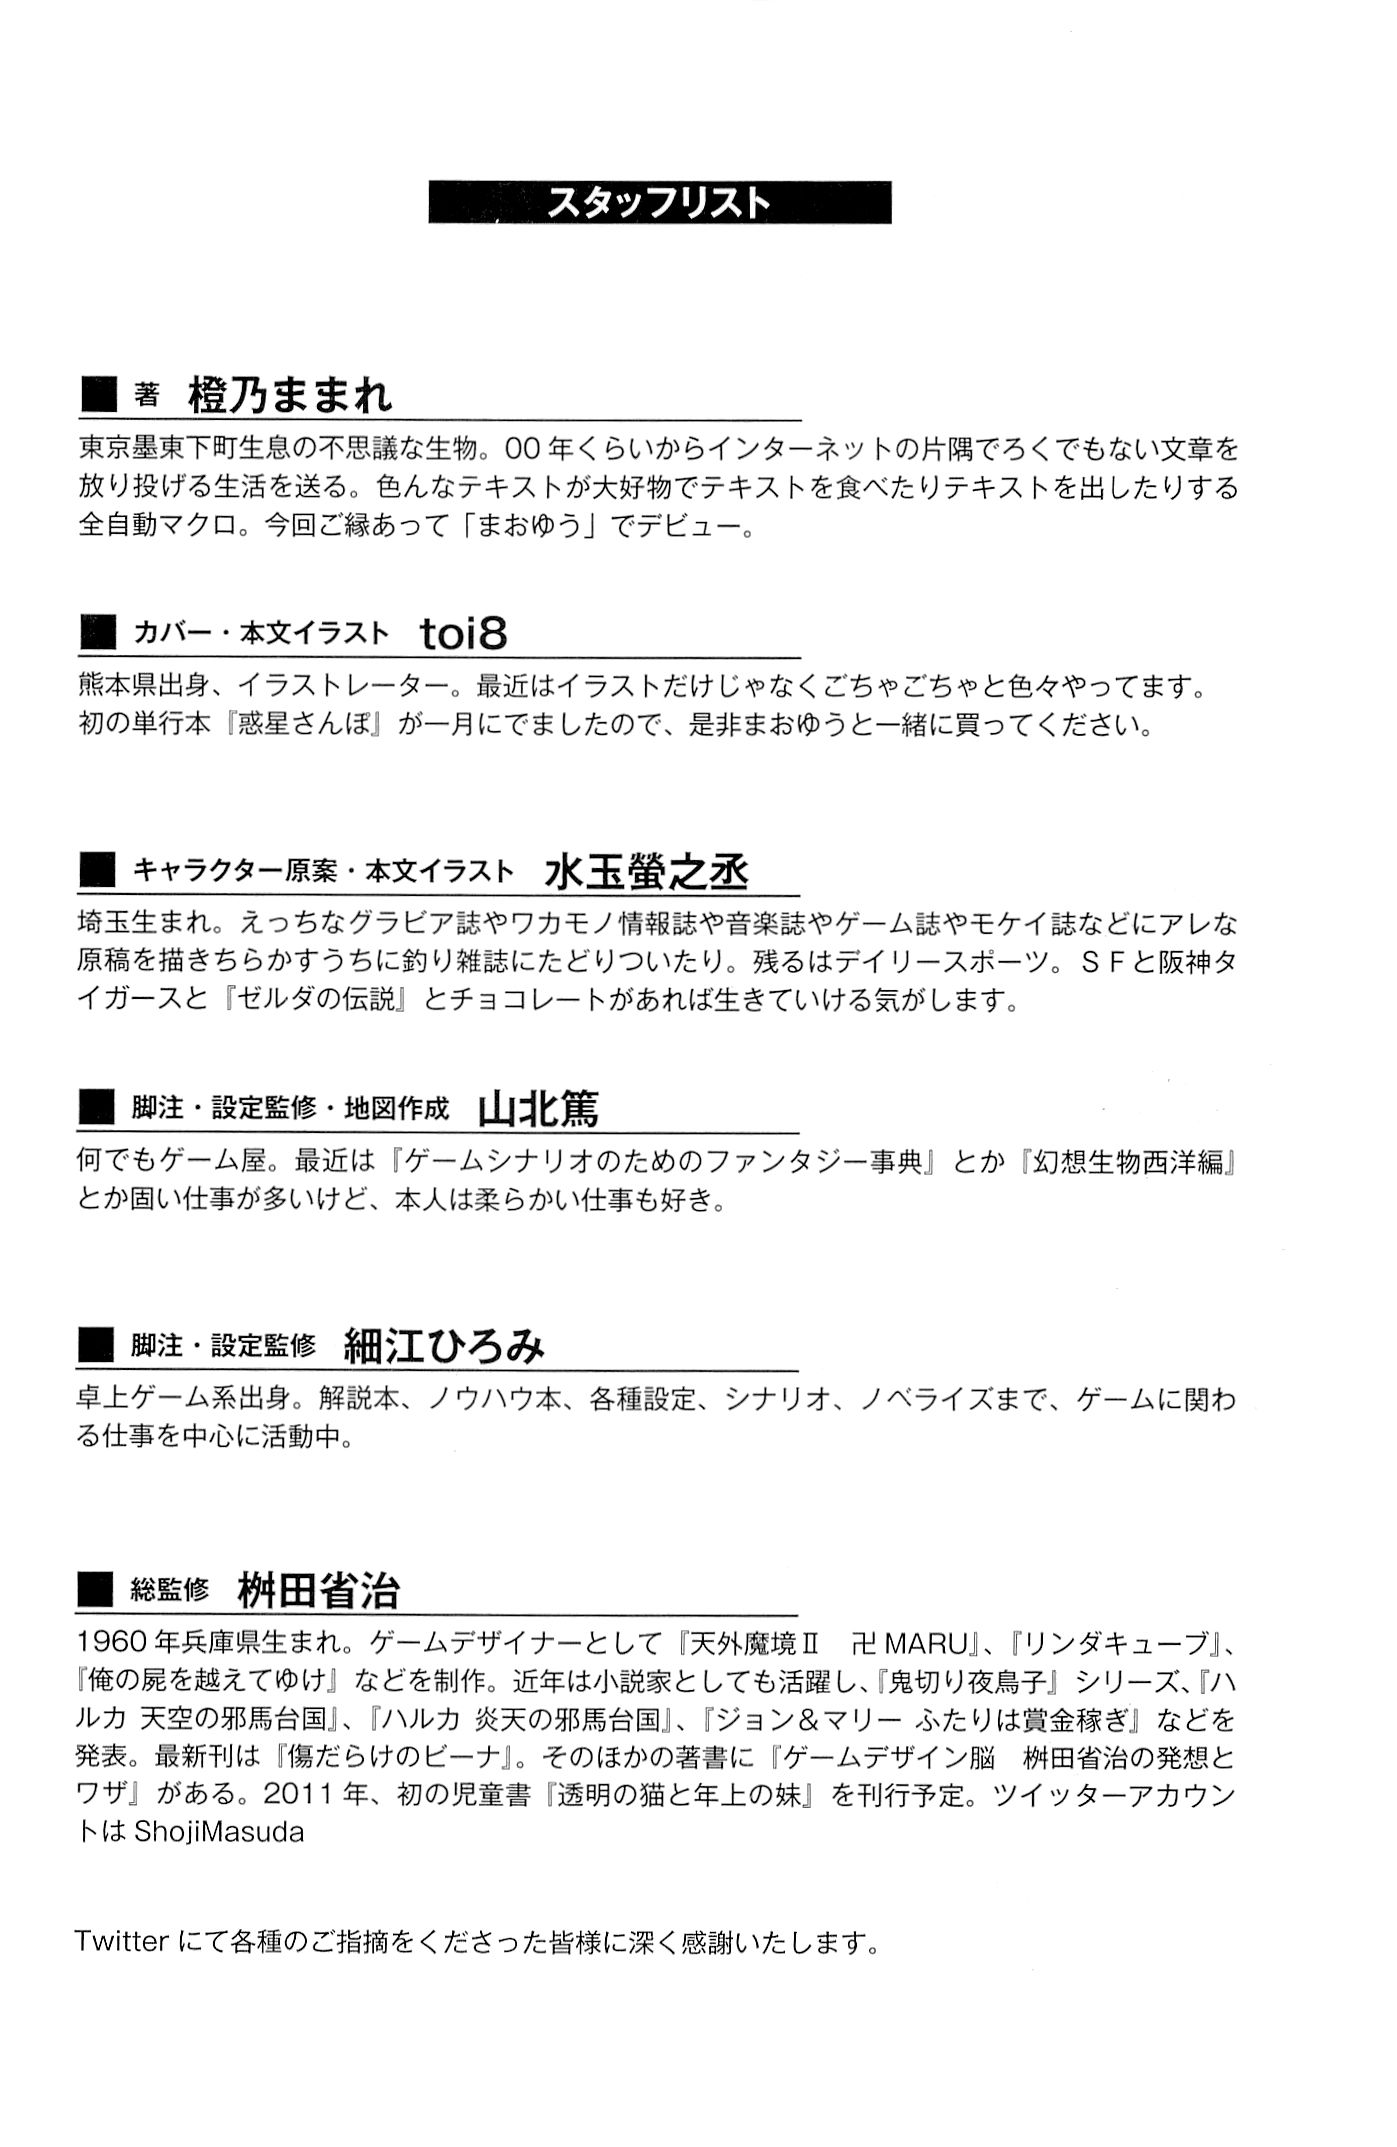 スタッフリスト
■ 著 橙乃ままれ
東京墨東下町生息の不思議な生物。00年くらいからインターネットの片隅でろくでもない文章を
放り投げる生活を送る。色んなテキストが大好物でテキストを食べたりテキストを出したりする
全自動マクロ。今回ご縁あって「まおゆう」でデビュー。
■ カバー・本文イラスト toi8
熊本県出身、イラストレーター。最近はイラストだけじゃなくごちゃごちゃと色々やってます。
初の単行本『惑星さんぽ』が一月にでましたので、是非まおゆうと一緒に買ってください。
■ キャラクター原案・本文イラスト 水玉螢之丞
埼玉生まれ。えっちなグラビア誌やワカモノ情報誌や音楽誌やゲーム誌やモケイ誌などにアレな
原稿を描きちらかすうちに釣り雑誌にたどりついたり。残るはデイリースポーツ。ＳＦと阪神タ
イガースと『ゼルダの伝説』とチョコレートがあれば生きていける気がします。
■ 脚注・設定監修・地図作成 山北篤
何でもゲーム屋。最近は『ゲームシナリオのためのファンタジー事典』とか『幻想生物西洋編』
とか固い仕事が多いけど、本人は柔らかい仕事も好き。
■ 脚注・設定監修 細江ひろみ
卓上ゲーム系出身。解説本、ノウハウ本、各種設定、シナリオ、ノベライズまで、ゲームに関わ
る仕事を中心に活動中。
■ 総監修 桝田省治
1960年兵庫県生まれ。ゲームデザイナーとして『天外魔境Ⅱ　卍MARU』、『リンダキューブ』、
『俺の屍を越えてゆけ』などを制作。近年は小説家としても活躍し、『鬼切り夜鳥子』シリーズ、『ハ
ルカ 天空の邪馬台国』、『ハルカ 炎天の邪馬台国』、『ジョン＆マリー ふたりは賞金稼ぎ』などを
発表。最新刊は『傷だらけのビーナ』。そのほかの著書に『ゲームデザイン脳　桝田省治の発想と
ワザ』がある。2011年、初の児童書『透明の猫と年上の妹』を刊行予定。ツイッターアカウン
トは ShojiMasuda
Twitterにて各種のご指摘をくださった皆様に深く感謝いたします。